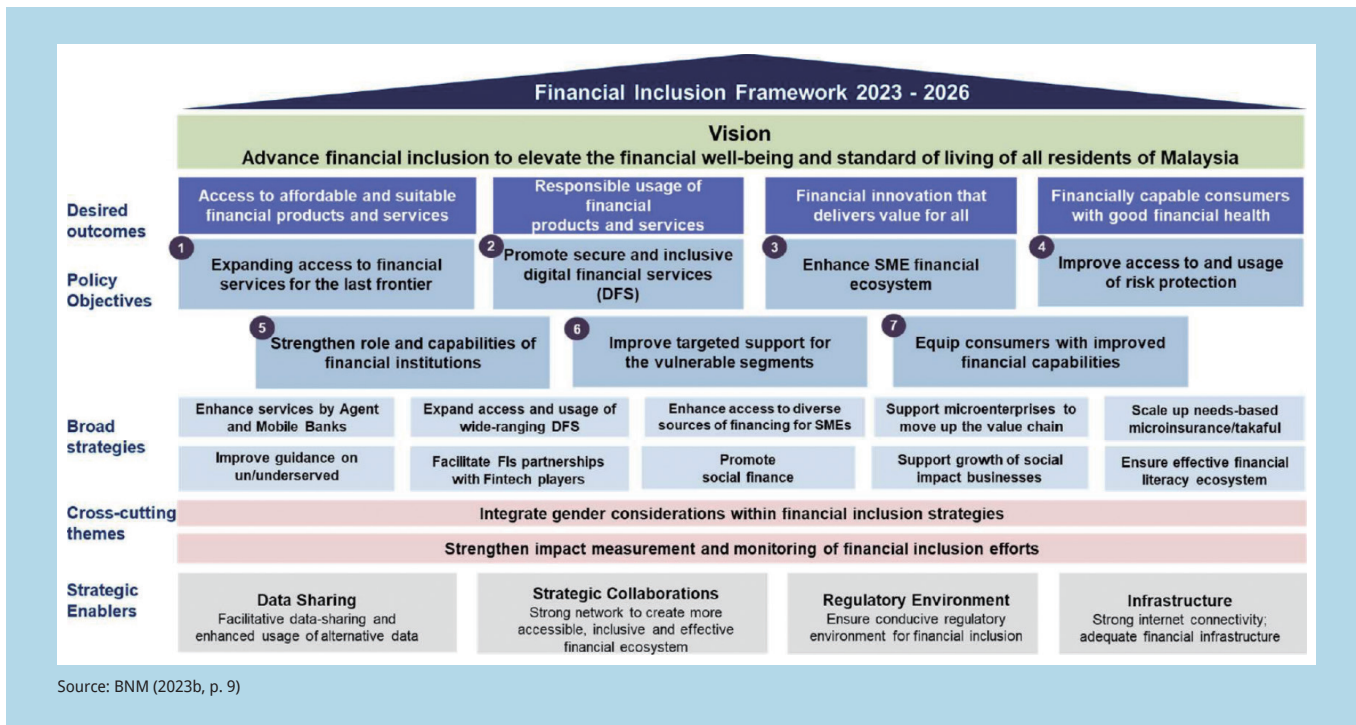 Financial Inclusion Framework 2023 - 2026
Vision
Advance financial inclusion to elevate the financial well-being and standard of living of all residents of Malaysia
Desired
outcomes
Access to affordable and suitable
financial products and services
Responsible usage of
financial
products and services
Financial innovation that
delivers value for all
Financially capable consumers
with good financial health
Policy
Objectives
1
Expanding access to financial
services for the last frontier
2
Promote secure and inclusive
digital financial services
(DFS)
3
Enhance SME financial
ecosystem
4
Improve access to and usage
of risk protection
5
Strengthen role and capabilities of
financial institutions
6
Improve targeted support for
the vulnerable segments
7
Equip consumers with improved
financial capabilities
Broad
strategies
Enhance services by Agent
and Mobile Banks
Expand access and usage of
wide-ranging DFS
Enhance access to diverse
sources of financing for SMEs
Support microenterprises to
move up the value chain
Scale up needs-based
microinsurance/takaful
Improve guidance on
un/underserved
Facilitate FIs partnerships
with Fintech players
Promote
social finance
Support growth of social
impact businesses
Ensure effective financial
literacy ecosystem
Cross-cutting
themes
Integrate gender considerations within financial inclusion strategies
Strengthen impact measurement and monitoring of financial inclusion efforts
Strategic
Enablers
Data Sharing
Facilitative data-sharing and
enhanced usage of alternative data
Strategic Collaborations
Strong network to create more
accessible, inclusive and effective
financial ecosystem
Regulatory Environment
Ensure conducive regulatory
environment for financial inclusion
Infrastructure
Strong internet connectivity;
adequate financial infrastructure
Source: BNM (2023b, p. 9)